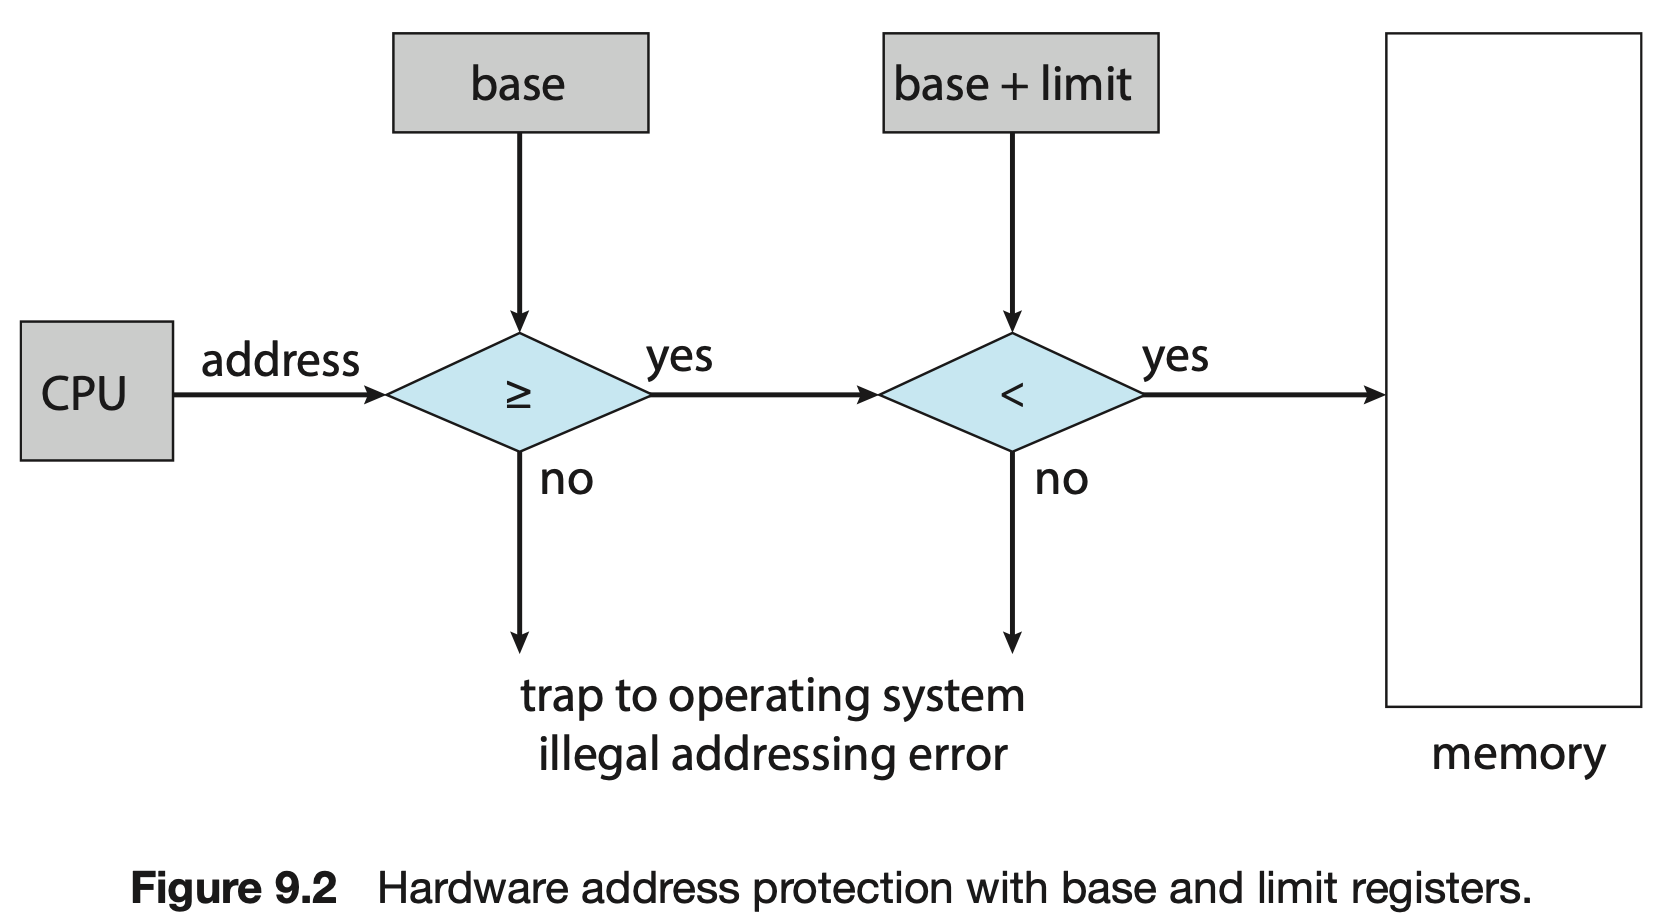 base
base + limit
CPU
address
≥
yes
<
yes
no
no
trap to operating system
illegal addressing error
memory
Figure 9.2 Hardware address protection with base and limit registers.